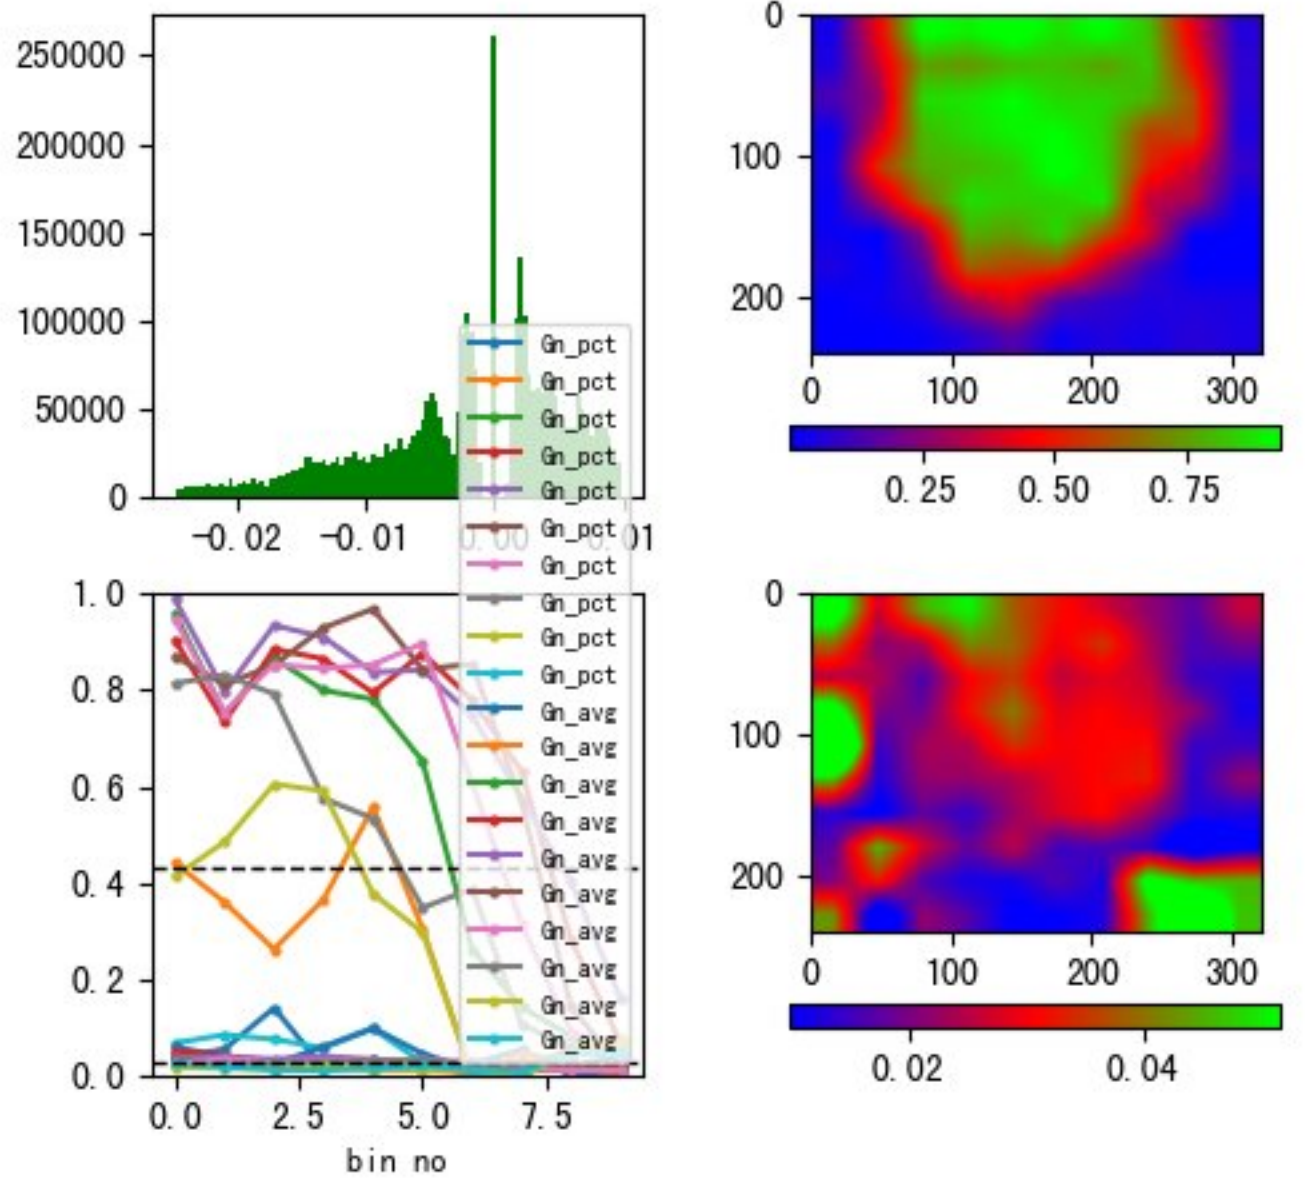 250000
200000
150000
100000
50000
0
-0.02
-0.01
0.00
0.01
0
100
200
0
100
200
300
0.25
0.50
0.75
Gn_pct
Gn_pct
Gn_pct
Gn_pct
Gn_pct
Gn_pct
Gn_pct
Gn_pct
Gn_pct
Gn_pct
Gn_avg
Gn_avg
Gn_avg
Gn_avg
Gn_avg
Gn_avg
Gn_avg
Gn_avg
Gn_avg
Gn_avg
1.0
0.8
0.6
0.4
0.2
0.0
0.0
2.5
5.0
7.5
bin no
0
100
200
0
100
200
300
0.02
0.04